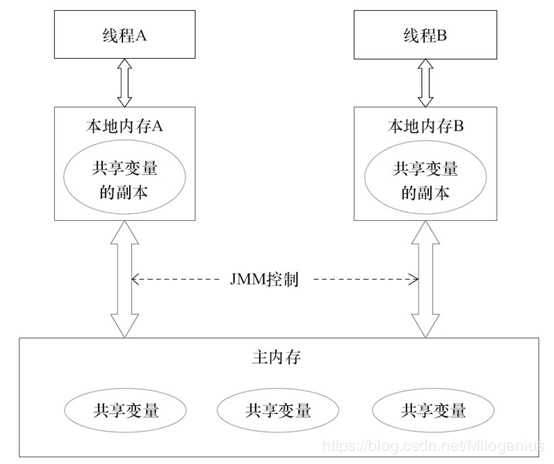 线程A
线程B
本地内存A
本地内存B
共享变量
的副本
共享变量
的副本
JMM控制
主内存
共享变量
共享变量
共享变量
https://blog.csdn.net/Milogenius